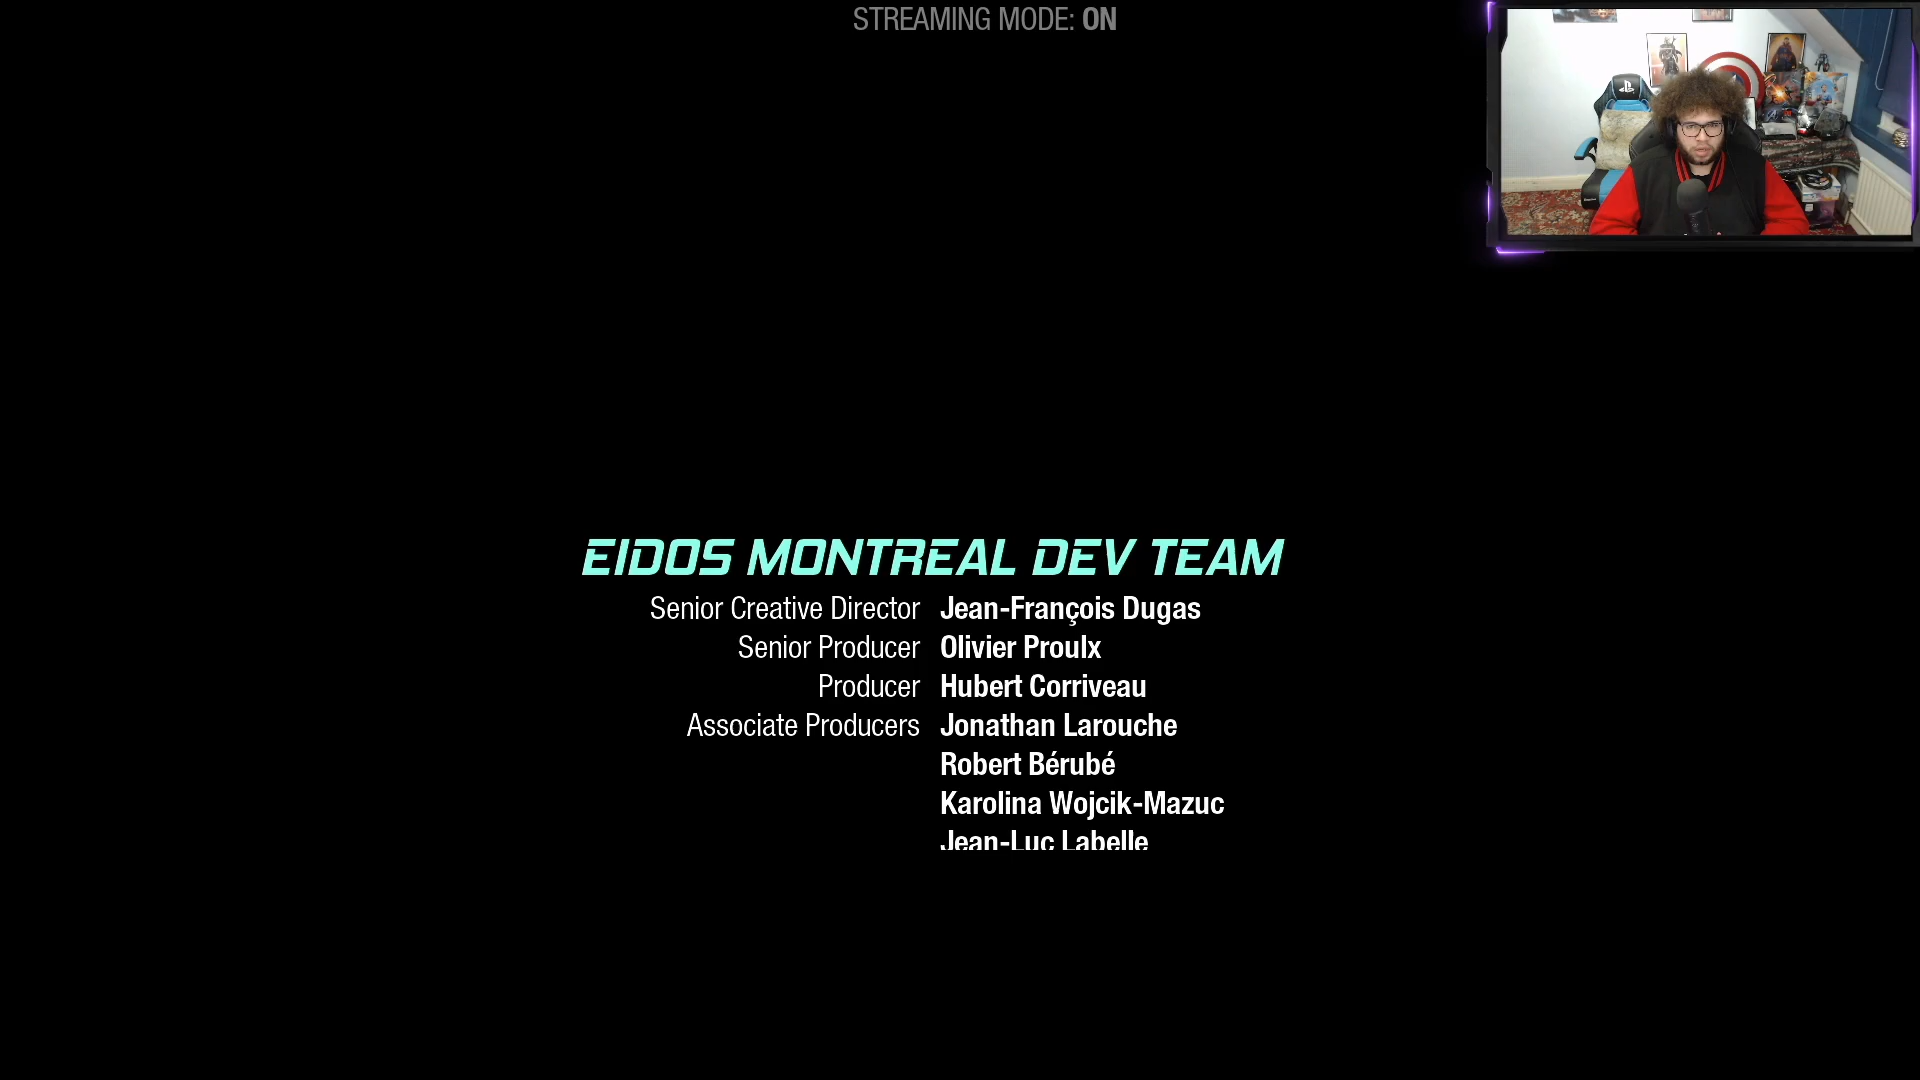 STREAMING MODE: ON
EIDOS MONTREAL DEV TEAM
Senior Creative Director Jean-François Dugas
Senior Producer Olivier Proulx
Producer Hubert Corriveau
Associate Producers Jonathan Larouche
Robert Bérubé
Karolina Wojcik-Mazuc
Jean-Luc Labelle